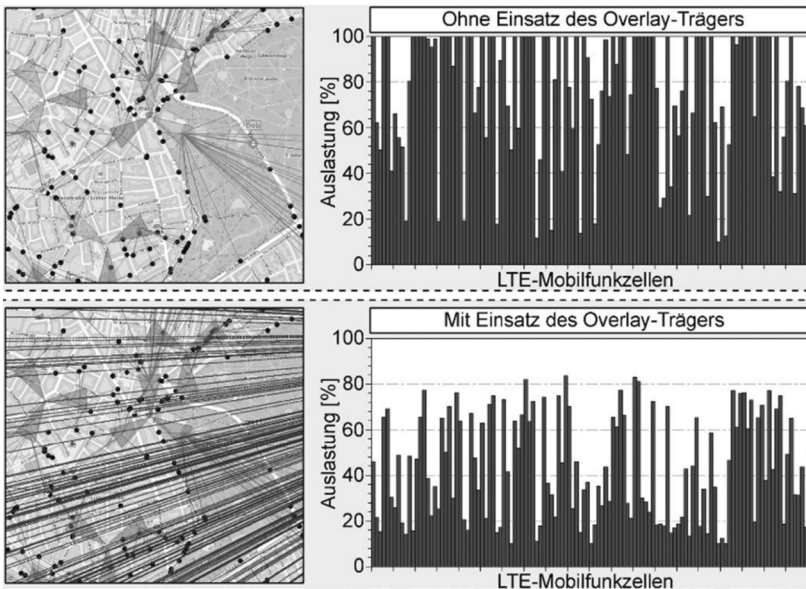 Ohne Einsatz des Overlay-Trägers
Auslastung [%]
100
80
60
40
20
0
LTE-Mobilfunkzellen
Mit Einsatz des Overlay-Trägers
Auslastung [%]
100
80
60
40
20
0
LTE-Mobilfunkzellen